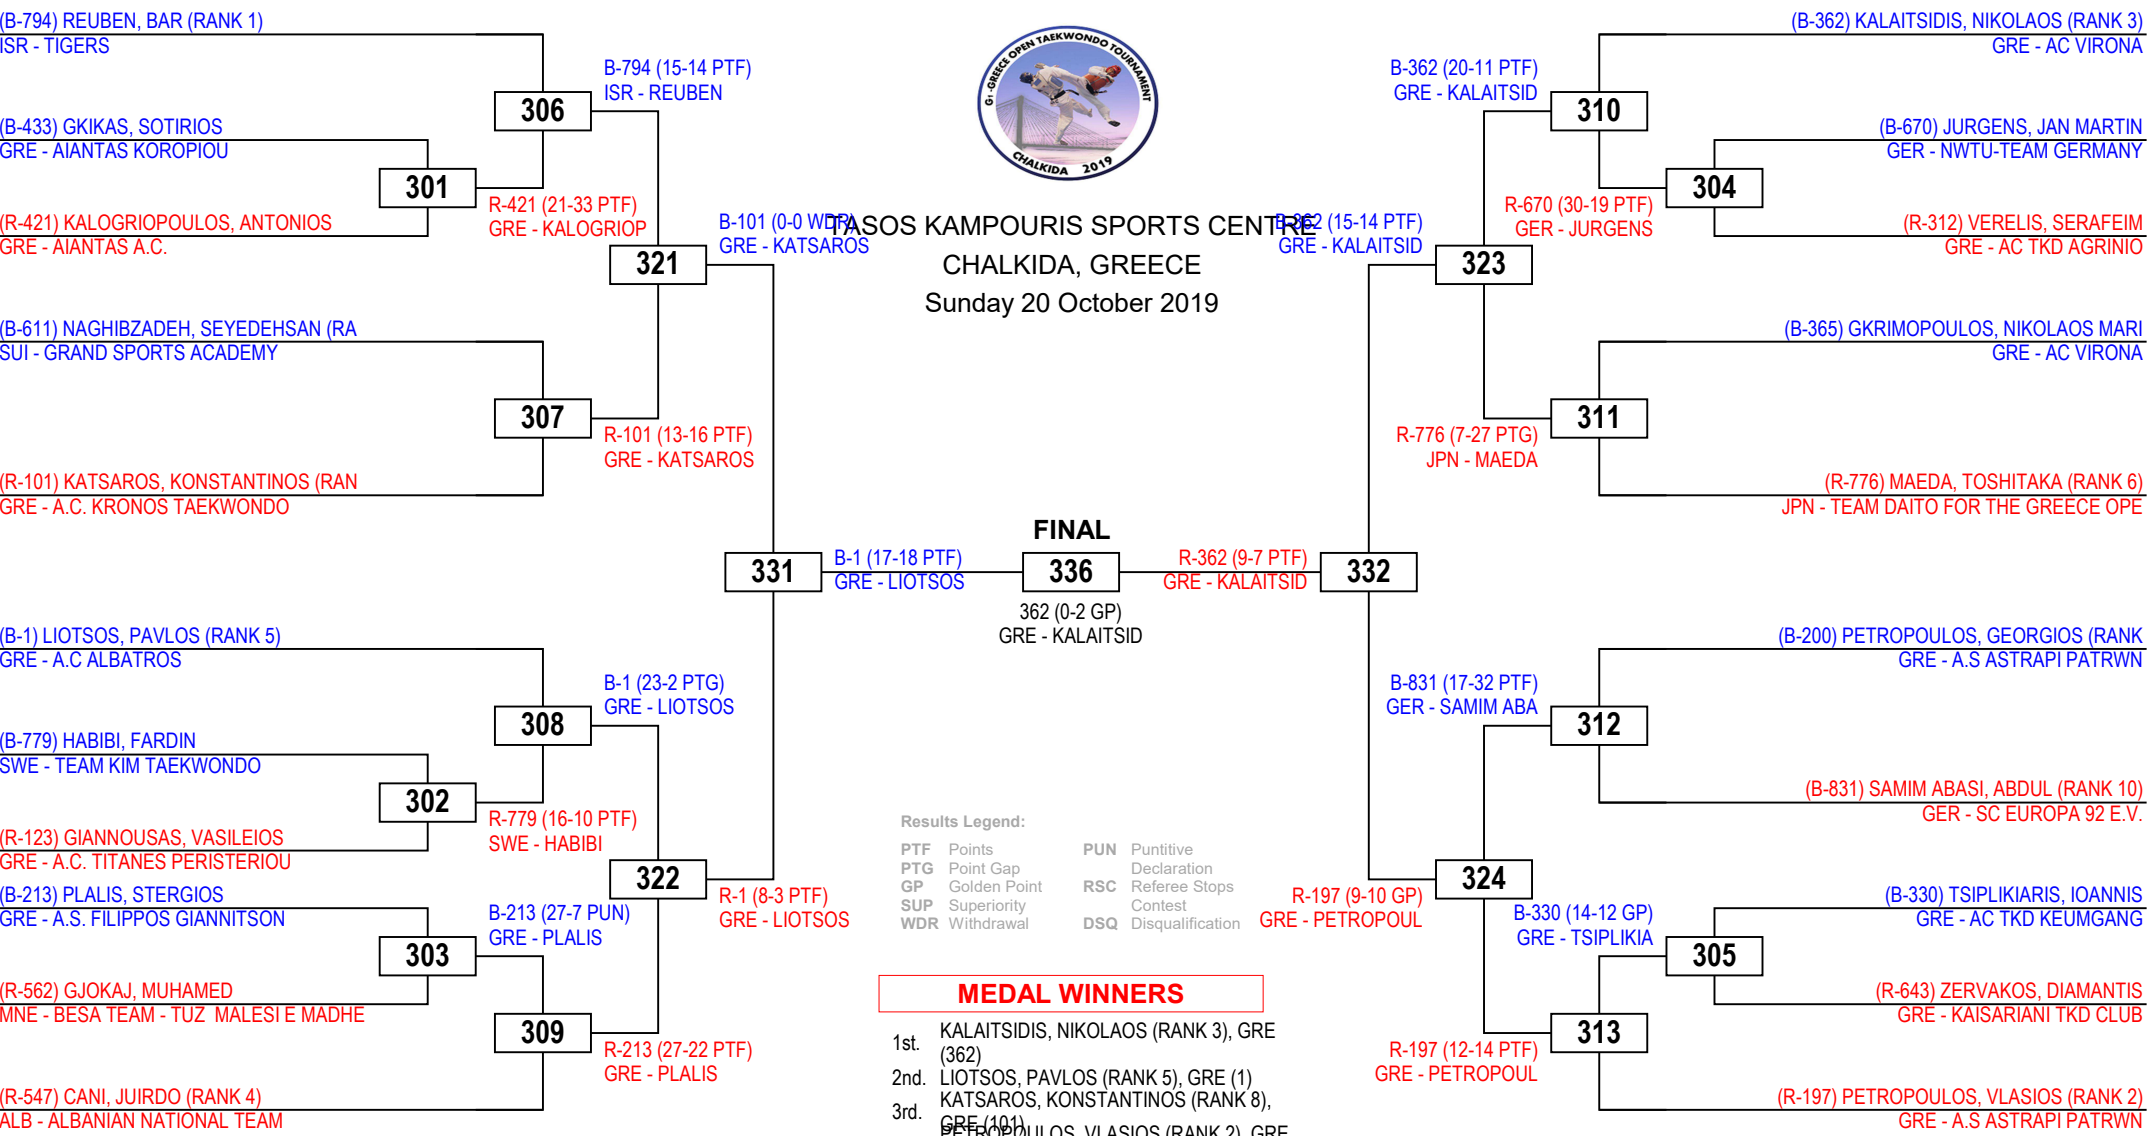 (B-794) REUBEN, BAR (RANK 1)
ISR - TIGERS
306
B-794 (15-14 PTF)
ISR - REUBEN
(B-433) GKIKAS, SOTIRIOS
GRE - AIANTAS KOROPIOU
301
(R-421) KALOGRIOPOULOS, ANTONIOS
GRE - AIANTAS A.C.
R-421 (21-33 PTF)
GRE - KALOGRIOP
321
B-101 (0-0 WDR)
GRE - KATSAROS
(B-611) NAGHIBZADEH, SEYEDEHSAN (RA
SUI - GRAND SPORTS ACADEMY
307
R-101 (13-16 PTF)
GRE - KATSAROS
(R-101) KATSAROS, KONSTANTINOS (RAN
GRE - A.C. KRONOS TAEKWONDO
331
B-1 (17-18 PTF)
GRE - LIOTSOS
(B-1) LIOTSOS, PAVLOS (RANK 5)
GRE - A.C ALBATROS
308
B-1 (23-2 PTG)
GRE - LIOTSOS
(B-779) HABIBI, FARDIN
SWE - TEAM KIM TAEKWONDO
302
(R-123) GIANNOUSAS, VASILEIOS
GRE - A.C. TITANES PERISTERIOU
R-779 (16-10 PTF)
SWE - HABIBI
322
R-1 (8-3 PTF)
GRE - LIOTSOS
(B-213) PLALIS, STERGIOS
GRE - A.S. FILIPPOS GIANNITSON
303
B-213 (27-7 PUN)
GRE - PLALIS
(R-562) GJOKAJ, MUHAMED
MNE - BESA TEAM - TUZ MALESI E MADHE
309
R-213 (27-22 PTF)
GRE - PLALIS
(R-547) CANI, JUIRDO (RANK 4)
ALB - ALBANIAN NATIONAL TEAM
G1 -GREECE OPEN TAEKWONDO TOURNAMENT
CHALKIDA 2019
TASOS KAMPOURIS SPORTS CENTRE
CHALKIDA, GREECE
Sunday 20 October 2019
FINAL
336
362 (0-2 GP)
GRE - KALAITSID
Results Legend:
PTF Points
PTG Point Gap
GP Golden Point
SUP Superiority
WDR Withdrawal
PUN Puntitive
Declaration
RSC Referee Stops
Contest
DSQ Disqualification
MEDAL WINNERS
1st. KALAITSIDIS, NIKOLAOS (RANK 3), GRE
(362)
2nd. LIOTSOS, PAVLOS (RANK 5), GRE (1)
3rd. KATSAROS, KONSTANTINOS (RANK 8),
GRE (101)
PETROPOULOS, VLASIOS (RANK 2), GRE
(B-362) KALAITSIDIS, NIKOLAOS (RANK 3)
GRE - AC VIRONA
B-362 (20-11 PTF)
GRE - KALAITSID
310
(B-670) JURGENS, JAN MARTIN
GER - NWTU-TEAM GERMANY
304
R-670 (30-19 PTF)
GER - JURGENS
(R-312) VERELIS, SERAFEIM
GRE - AC TKD AGRINIO
B-362 (15-14 PTF)
GRE - KALAITSID
323
(B-365) GKRIMOPOULOS, NIKOLAOS MARI
GRE - AC VIRONA
311
R-776 (7-27 PTG)
JPN - MAEDA
(R-776) MAEDA, TOSHITAKA (RANK 6)
JPN - TEAM DAITO FOR THE GREECE OPE
R-362 (9-7 PTF)
GRE - KALAITSID
332
(B-200) PETROPOULOS, GEORGIOS (RANK
GRE - A.S ASTRAPI PATRWN
B-831 (17-32 PTF)
GER - SAMIM ABA
312
(B-831) SAMIM ABASI, ABDUL (RANK 10)
GER - SC EUROPA 92 E.V.
R-197 (9-10 GP)
GRE - PETROPOUL
324
B-330 (14-12 GP)
GRE - TSIPLIKIA
(B-330) TSIPLIKIARIS, IOANNIS
GRE - AC TKD KEUMGANG
305
(R-643) ZERVAKOS, DIAMANTIS
GRE - KAISARIANI TKD CLUB
313
R-197 (12-14 PTF)
GRE - PETROPOUL
(R-197) PETROPOULOS, VLASIOS (RANK 2)
GRE - A.S ASTRAPI PATRWN